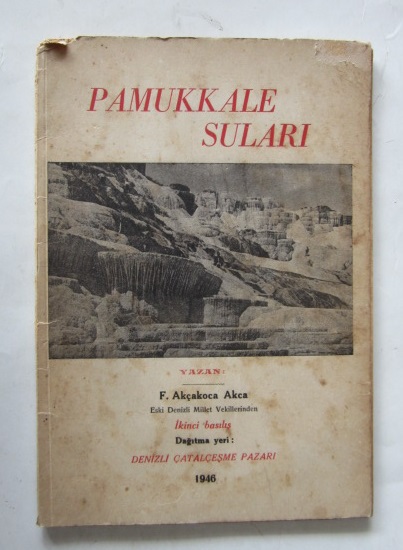 PAMUKKALE
SULARI
YAZAN:
F. Akçakoca Akca
Eski Denizli Millet Vekillerinden
İkinci basılış
Dağıtma yeri:
DENİZLİ ÇATALÇEŞME PAZARI
1946